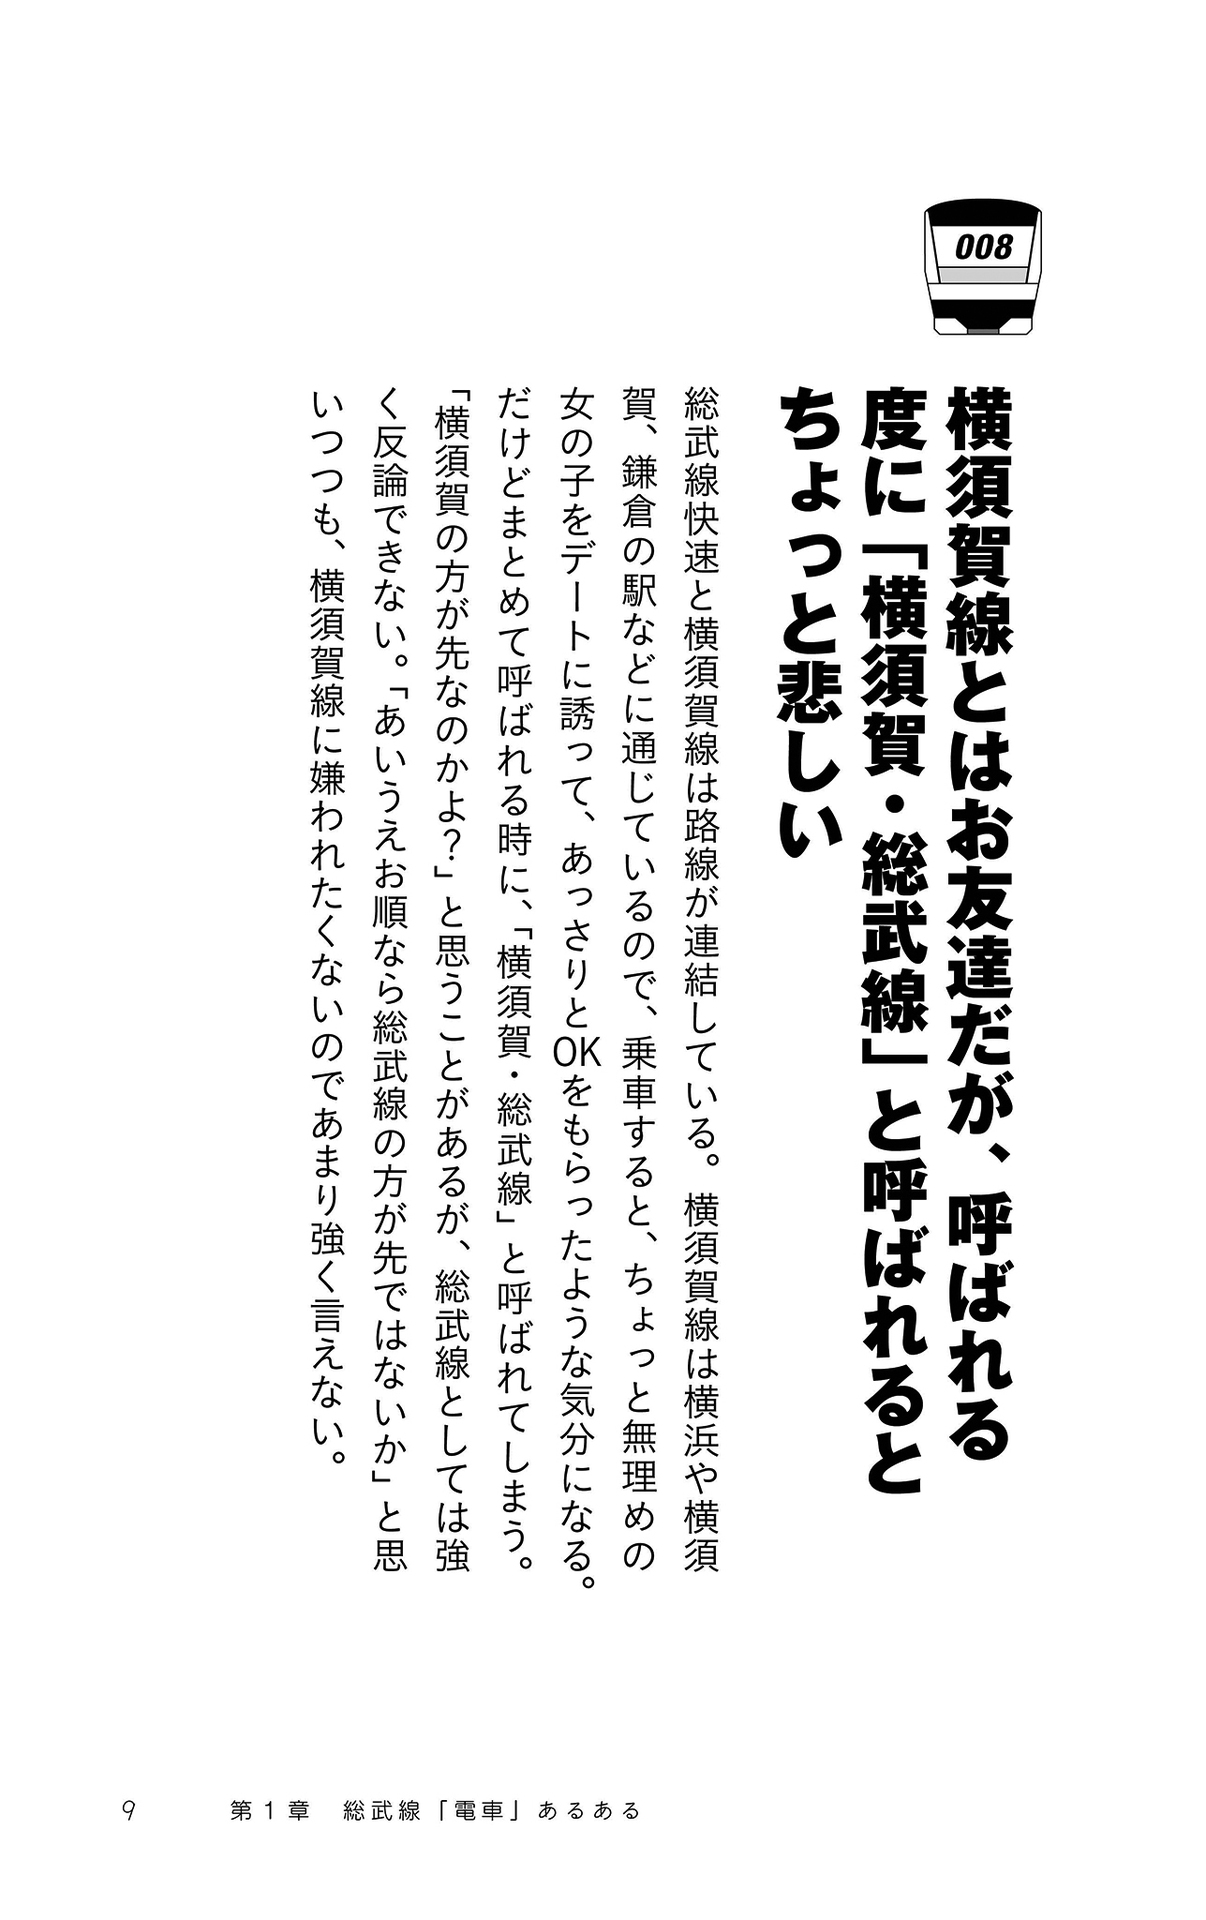 008
横須賀線とはお友達だが、呼ばれる
度に「横須賀・総武線」と呼ばれると
ちょっと悲しい
総武線快速と横須賀線は路線が連結している。横須賀線は横浜や横須
賀、鎌倉の駅などに通じているので、乗車すると、ちょっと無理めの
女の子をデートに誘って、あっさりとOKをもらったような気分になる。
だけどまとめて呼ばれる時に、「横須賀・総武線」と呼ばれてしまう。
「横須賀の方が先なのかよ？」と思うことがあるが、総武線としては強
く反論できない。「あいうえお順なら総武線の方が先ではないか」と思
いつつも、横須賀線に嫌われたくないのであまり強く言えない。
9　第1章　総武線「電車」あるある